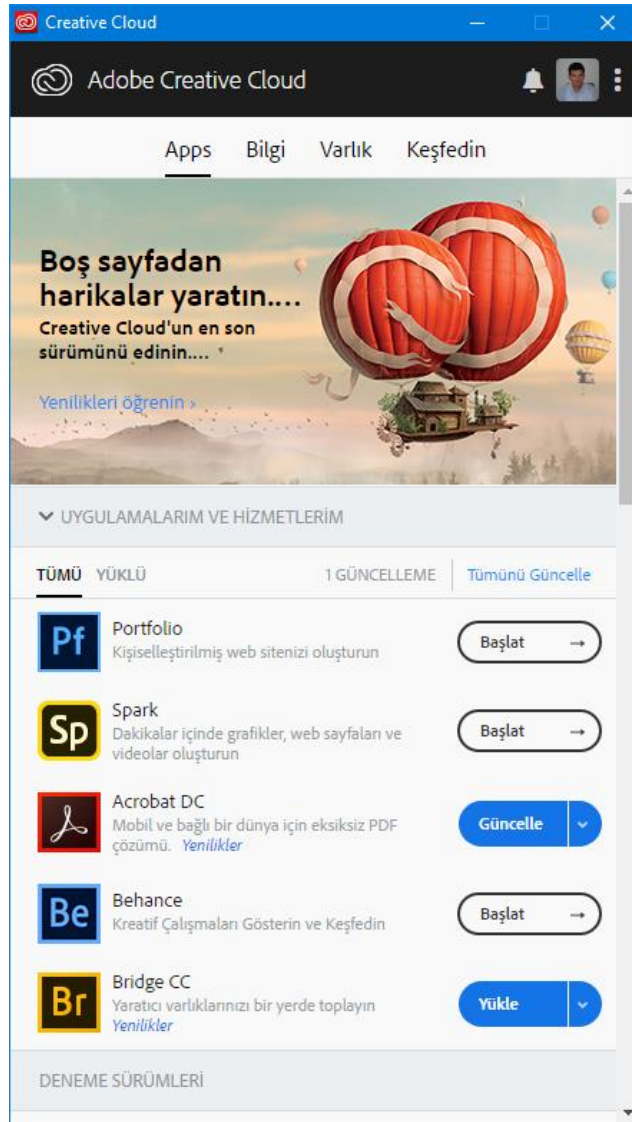 Creative Cloud
Adobe Creative Cloud
Apps Bilgi Varlık Keşfedin
Boş sayfadan
harikalar yaratın....
Creative Cloud'un en son
sürümünü edinin....
Yenilikleri öğrenin ›
UYGULAMALARIM VE HİZMETLERİM
TÜMÜ YÜKLÜ 1 GÜNCELLEME Tümünü Güncelle
Pf Portfolio
Kişiselleştirilmiş web sitenizi oluşturun
Başlat →
Sp Spark
Dakikalar içinde grafikler, web sayfaları ve
videolar oluşturun
Başlat →
Acrobat DC
Mobil ve bağlı bir dünya için eksiksiz PDF
çözümü. Yenilikler
Güncelle
Be Behance
Kreatif Çalışmaları Gösterin ve Keşfedin
Başlat →
Br Bridge CC
Yaratıcı varlıklarınızı bir yerde toplayın
Yenilikler
Yükle
DENEME SÜRÜMLERİ